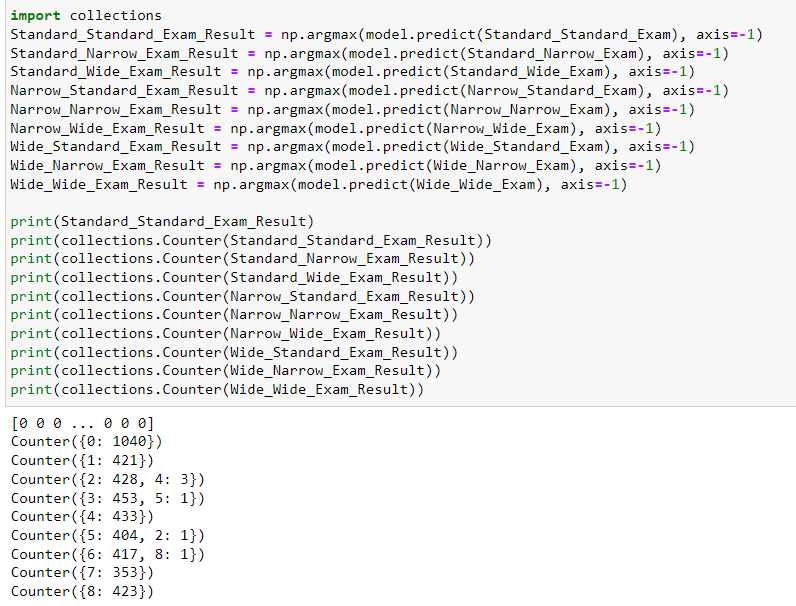 import collections
Standard_Standard_Exam_Result = np.argmax(model.predict(Standard_Standard_Exam), axis=-1)
Standard_Narrow_Exam_Result = np.argmax(model.predict(Standard_Narrow_Exam), axis=-1)
Standard_Wide_Exam_Result = np.argmax(model.predict(Standard_Wide_Exam), axis=-1)
Narrow_Standard_Exam_Result = np.argmax(model.predict(Narrow_Standard_Exam), axis=-1)
Narrow_Narrow_Exam_Result = np.argmax(model.predict(Narrow_Narrow_Exam), axis=-1)
Narrow_Wide_Exam_Result = np.argmax(model.predict(Narrow_Wide_Exam), axis=-1)
Wide_Standard_Exam_Result = np.argmax(model.predict(Wide_Standard_Exam), axis=-1)
Wide_Narrow_Exam_Result = np.argmax(model.predict(Wide_Narrow_Exam), axis=-1)
Wide_Wide_Exam_Result = np.argmax(model.predict(Wide_Wide_Exam), axis=-1)
print(Standard_Standard_Exam_Result)
print(collections.Counter(Standard_Standard_Exam_Result))
print(collections.Counter(Standard_Narrow_Exam_Result))
print(collections.Counter(Standard_Wide_Exam_Result))
print(collections.Counter(Narrow_Standard_Exam_Result))
print(collections.Counter(Narrow_Narrow_Exam_Result))
print(collections.Counter(Narrow_Wide_Exam_Result))
print(collections.Counter(Wide_Standard_Exam_Result))
print(collections.Counter(Wide_Narrow_Exam_Result))
print(collections.Counter(Wide_Wide_Exam_Result))
[0 0 0 ... 0 0 0]
Counter({0: 1040})
Counter({1: 421})
Counter({2: 428, 4: 3})
Counter({3: 453, 5: 1})
Counter({4: 433})
Counter({5: 404, 2: 1})
Counter({6: 417, 8: 1})
Counter({7: 353})
Counter({8: 423})